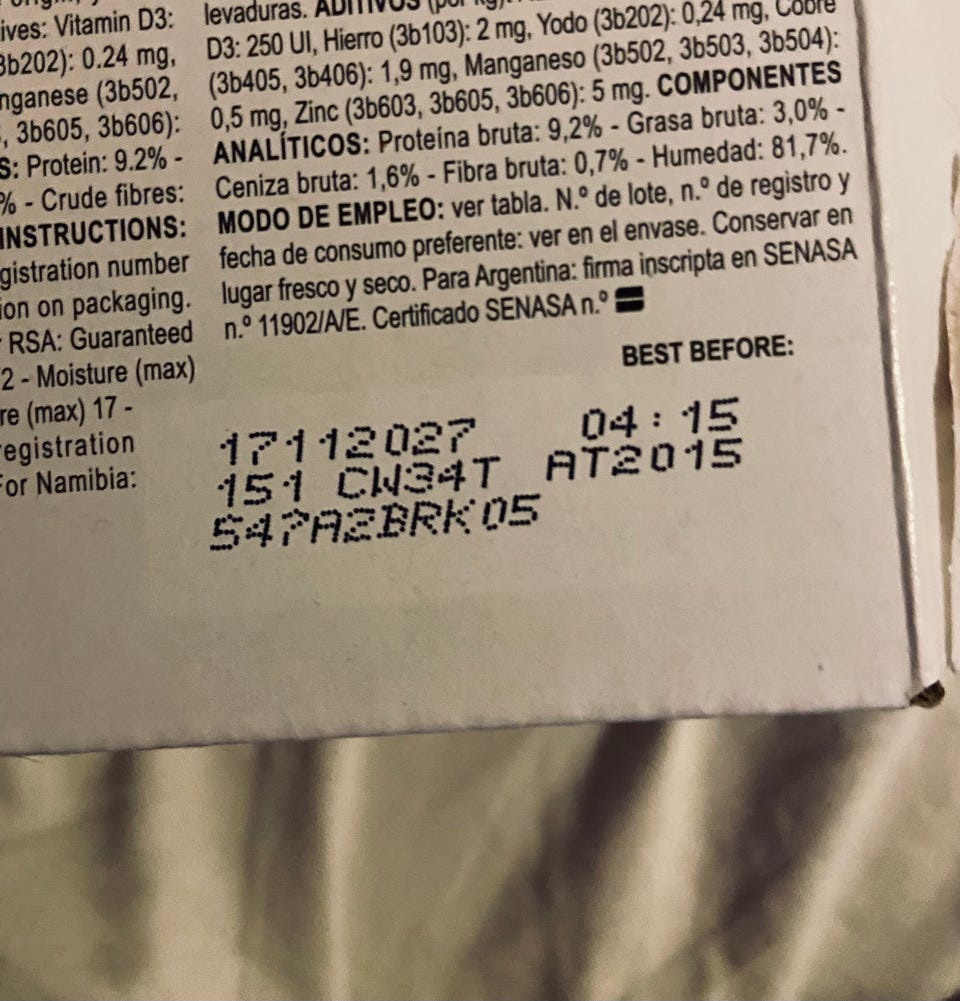 ives: Vitamin D3:
3b202): 0.24 mg,
nganese (3b502,
, 3b605, 3b606):
S: Protein: 9.2% -
% - Crude fibres:
INSTRUCTIONS:
gistration number
ion on packaging.
RSA: Guaranteed
2 - Moisture (max)
re (max) 17 -
registration
For Namibia:
levaduras. ADITIVOS (por kg):
D3: 250 UI, Hierro (3b103): 2 mg, Yodo (3b202): 0,24 mg, Cobre
(3b405, 3b406): 1,9 mg, Manganeso (3b502, 3b503, 3b504):
0,5 mg, Zinc (3b603, 3b605, 3b606): 5 mg. COMPONENTES
ANALÍTICOS: Proteína bruta: 9,2% - Grasa bruta: 3,0% -
Ceniza bruta: 1,6% - Fibra bruta: 0,7% - Humedad: 81,7%.
MODO DE EMPLEO: ver tabla. N.º de lote, n.º de registro y
fecha de consumo preferente: ver en el envase. Conservar en
lugar fresco y seco. Para Argentina: firma inscripta en SENASA
n.º 11902/A/E. Certificado SENASA n.º
BEST BEFORE:
17112027 04:15
151 CW34T AT2015
547A2BRK05